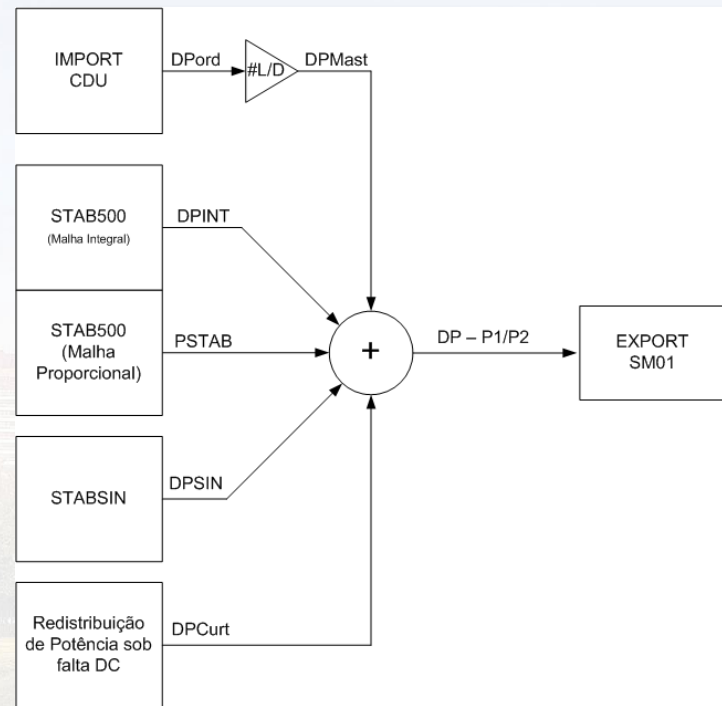 IMPORT
CDU
DPord
#L/D
DPMast
STAB500
(Malha Integral)
DPINT
STAB500
(Malha
Proporcional)
PSTAB
+
DP – P1/P2
EXPORT
SM01
STABSIN
DPSIN
Redistribuição
de Potência sob
falta DC
DPCurt